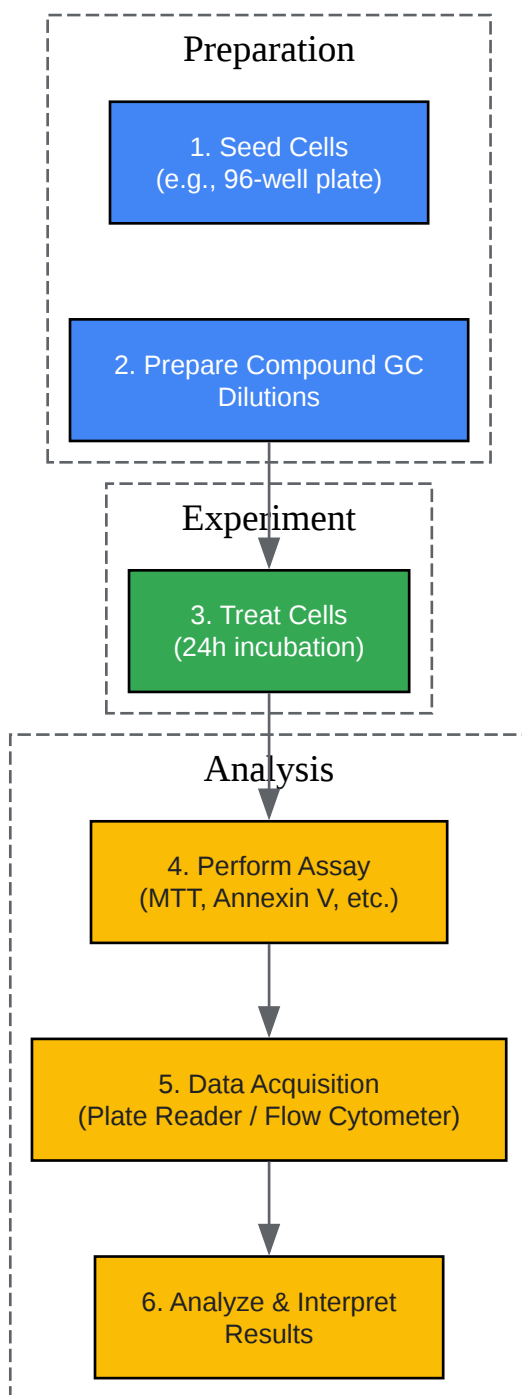 Preparation
1. Seed Cells
(e.g., 96-well plate)
2. Prepare Compound GC
Dilutions
Experiment
3. Treat Cells
(24h incubation)
Analysis
4. Perform Assay
(MTT, Annexin V, etc.)
5. Data Acquisition
(Plate Reader / Flow Cytometer)
6. Analyze & Interpret
Results